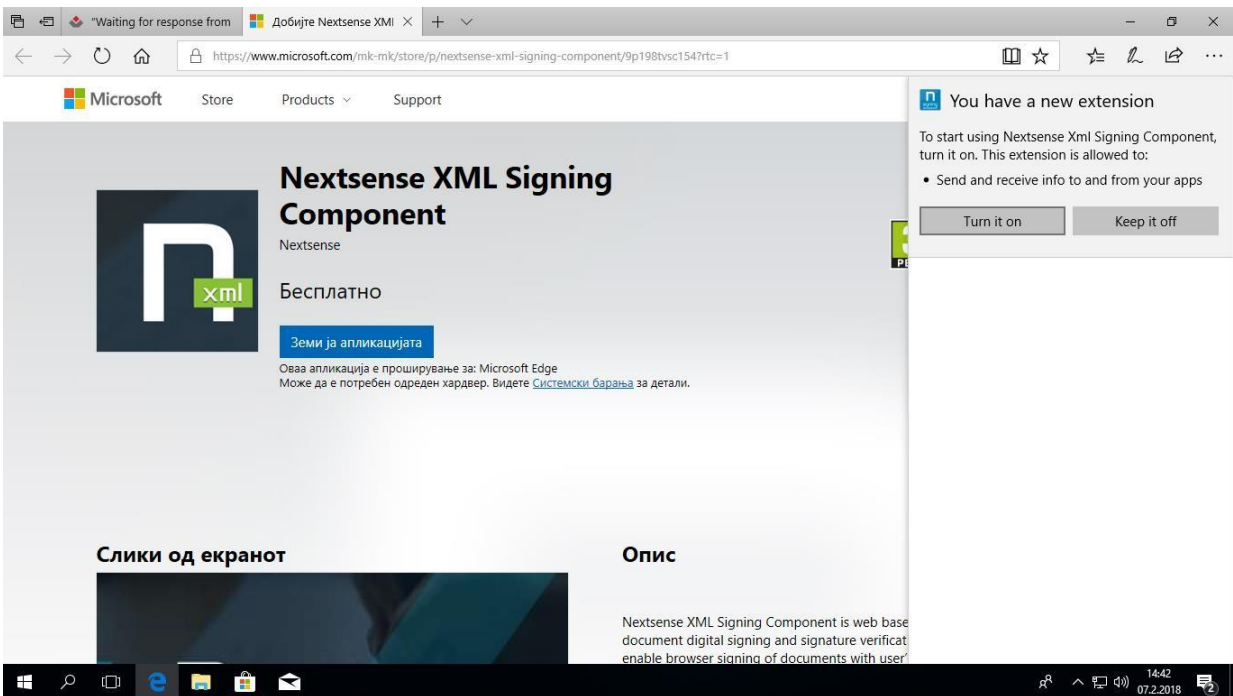 "Waiting for response from
Добијте Nextsense XMl
https://www.microsoft.com/mk-mk/store/p/nextsense-xml-signing-component/9p198tvsc154?rtc=1
Microsoft Store Products Support
Nextsense XML Signing
Component
Nextsense
Бесплатно
Земи ја апликацијата
Оваа апликација е проширување за: Microsoft Edge
Може да е потребен одреден хардвер. Видете Системски барања за детали.
xml
You have a new extension
To start using Nextsense Xml Signing Component,
turn it on. This extension is allowed to:
• Send and receive info to and from your apps
Turn it on
Keep it off
Слики од екранот
Опис
Nextsense XML Signing Component is web base
document digital signing and signature verificat
enable browser signing of documents with user'
14:42
07.2.2018
2